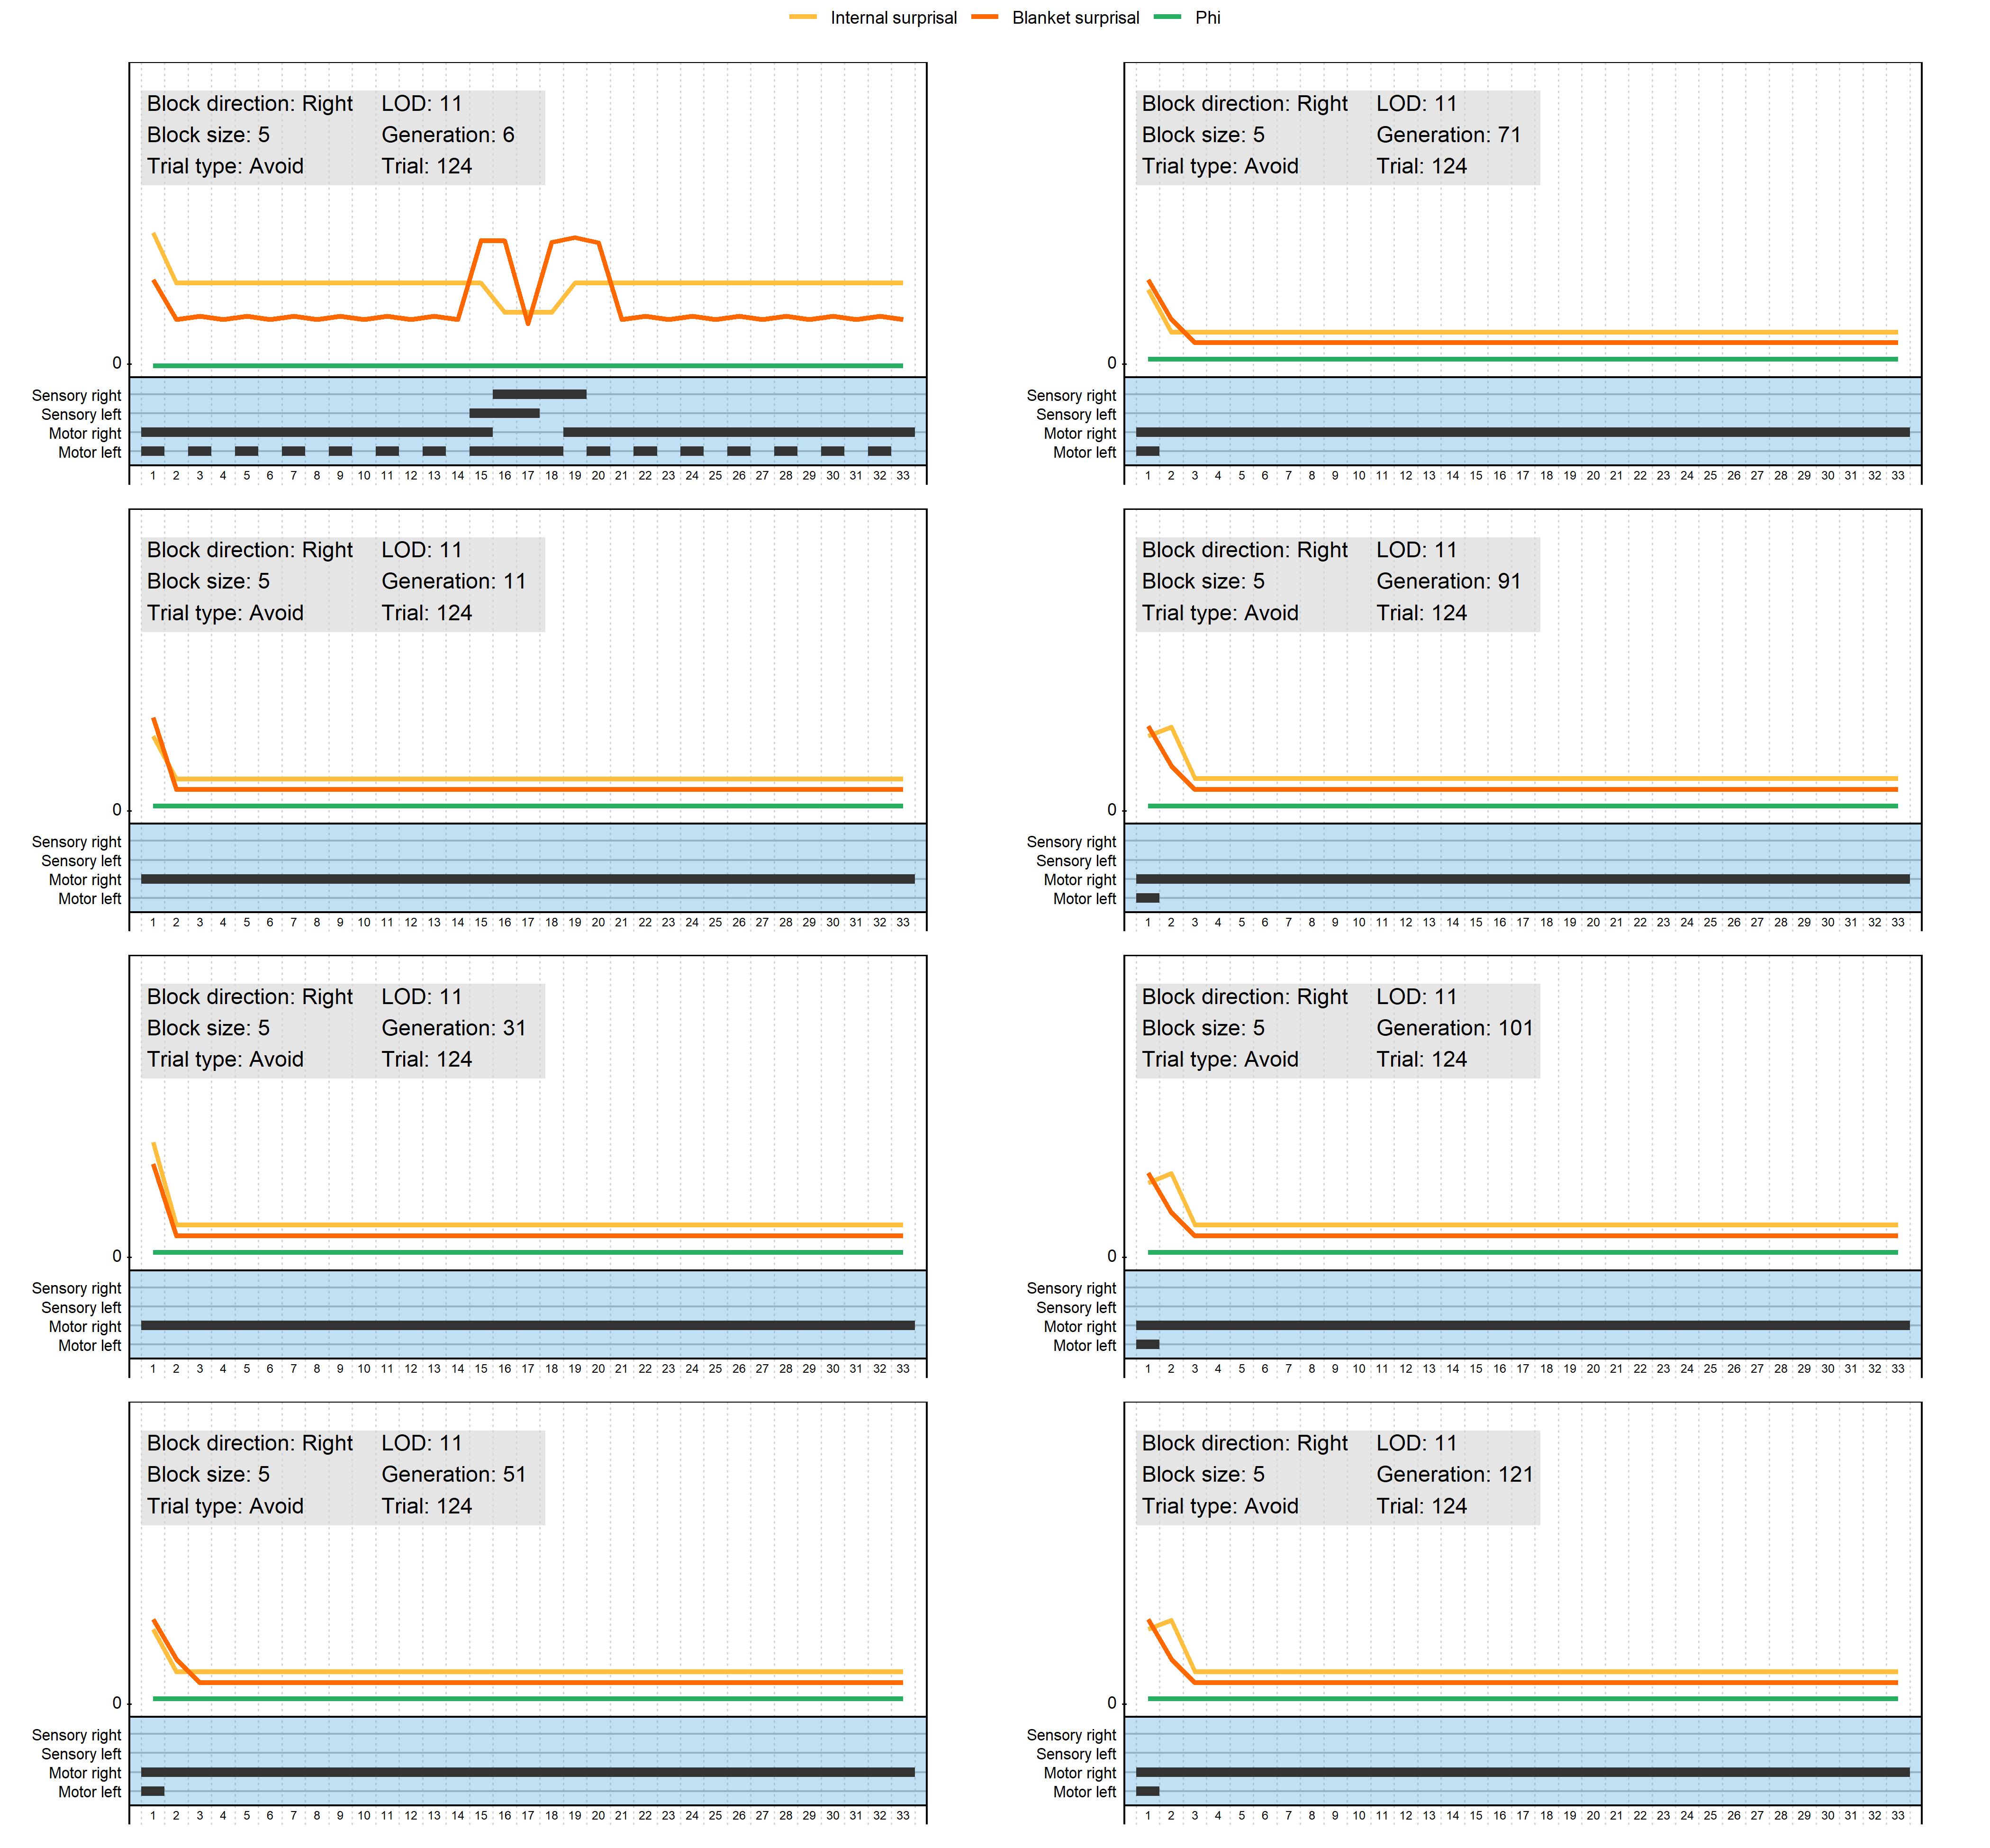 Internal surprisal Blanket surprisal Phi
Block direction: Right LOD: 11
Block size: 5 Generation: 6
Trial type: Avoid Trial: 124
0
Sensory right
Sensory left
Motor right
Motor left
1 2 3 4 5 6 7 8 9 10 11 12 13 14 15 16 17 18 19 20 21 22 23 24 25 26 27 28 29 30 31 32 33
Block direction: Right LOD: 11
Block size: 5 Generation: 71
Trial type: Avoid Trial: 124
0
Sensory right
Sensory left
Motor right
Motor left
1 2 3 4 5 6 7 8 9 10 11 12 13 14 15 16 17 18 19 20 21 22 23 24 25 26 27 28 29 30 31 32 33
Block direction: Right LOD: 11
Block size: 5 Generation: 11
Trial type: Avoid Trial: 124
0
Sensory right
Sensory left
Motor right
Motor left
1 2 3 4 5 6 7 8 9 10 11 12 13 14 15 16 17 18 19 20 21 22 23 24 25 26 27 28 29 30 31 32 33
Block direction: Right LOD: 11
Block size: 5 Generation: 91
Trial type: Avoid Trial: 124
0
Sensory right
Sensory left
Motor right
Motor left
1 2 3 4 5 6 7 8 9 10 11 12 13 14 15 16 17 18 19 20 21 22 23 24 25 26 27 28 29 30 31 32 33
Block direction: Right LOD: 11
Block size: 5 Generation: 31
Trial type: Avoid Trial: 124
0
Sensory right
Sensory left
Motor right
Motor left
1 2 3 4 5 6 7 8 9 10 11 12 13 14 15 16 17 18 19 20 21 22 23 24 25 26 27 28 29 30 31 32 33
Block direction: Right LOD: 11
Block size: 5 Generation: 101
Trial type: Avoid Trial: 124
0
Sensory right
Sensory left
Motor right
Motor left
1 2 3 4 5 6 7 8 9 10 11 12 13 14 15 16 17 18 19 20 21 22 23 24 25 26 27 28 29 30 31 32 33
Block direction: Right LOD: 11
Block size: 5 Generation: 51
Trial type: Avoid Trial: 124
0
Sensory right
Sensory left
Motor right
Motor left
1 2 3 4 5 6 7 8 9 10 11 12 13 14 15 16 17 18 19 20 21 22 23 24 25 26 27 28 29 30 31 32 33
Block direction: Right LOD: 11
Block size: 5 Generation: 121
Trial type: Avoid Trial: 124
0
Sensory right
Sensory left
Motor right
Motor left
1 2 3 4 5 6 7 8 9 10 11 12 13 14 15 16 17 18 19 20 21 22 23 24 25 26 27 28 29 30 31 32 33